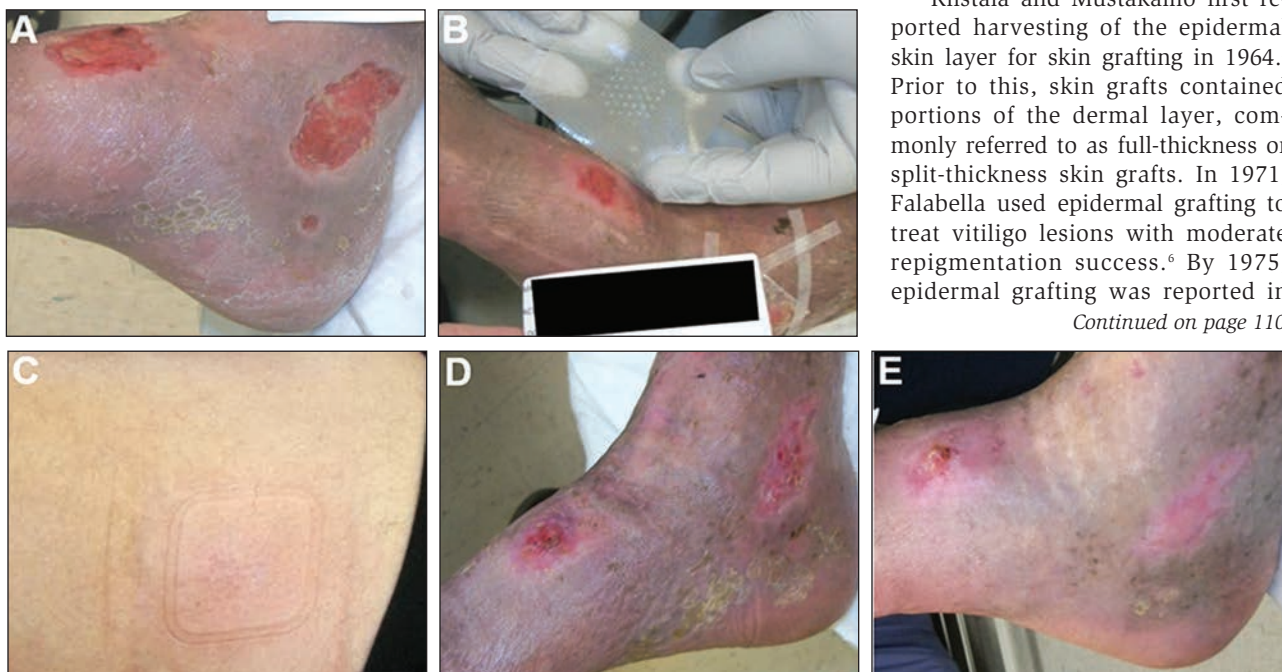 A
B
ported harvesting of the epidermal
skin layer for skin grafting in 1964.
Prior to this, skin grafts contained
portions of the dermal layer, com-
monly referred to as full-thickness or
split-thickness skin grafts. In 1971,
Falabella used epidermal grafting to
treat vitiligo lesions with moderate
repigmentation success.6 By 1975,
epidermal grafting was reported in
Continued on page 110
C
D
E